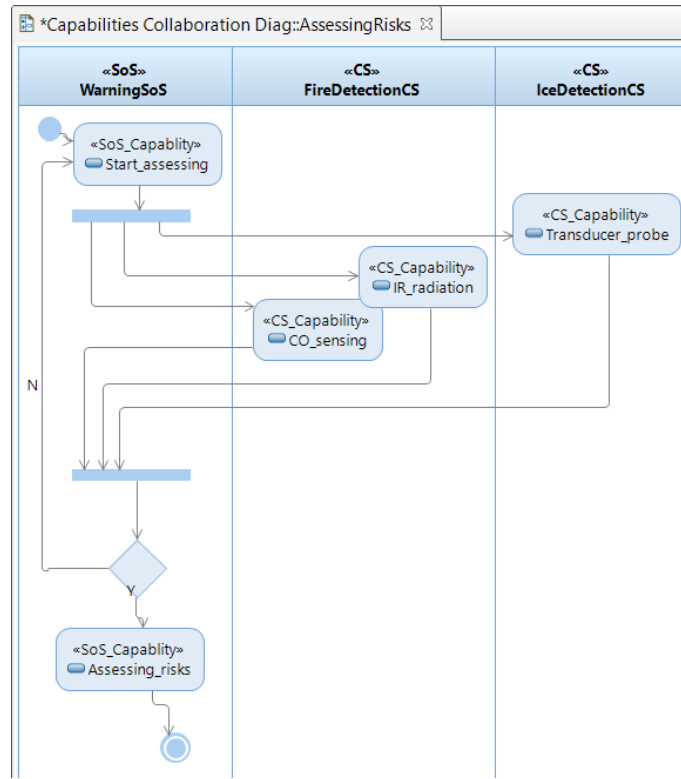 *Capabilities Collaboration Diag::AssessingRisks
«SoS»
WarningSoS
«CS»
FireDetectionCS
«CS»
IceDetectionCS
«SoS_Capablity»
Start_assessing
«CS_Capability»
Transducer_probe
«CS_Capability»
IR_radiation
«CS_Capability»
CO_sensing
N
Y
«SoS_Capablity»
Assessing_risks